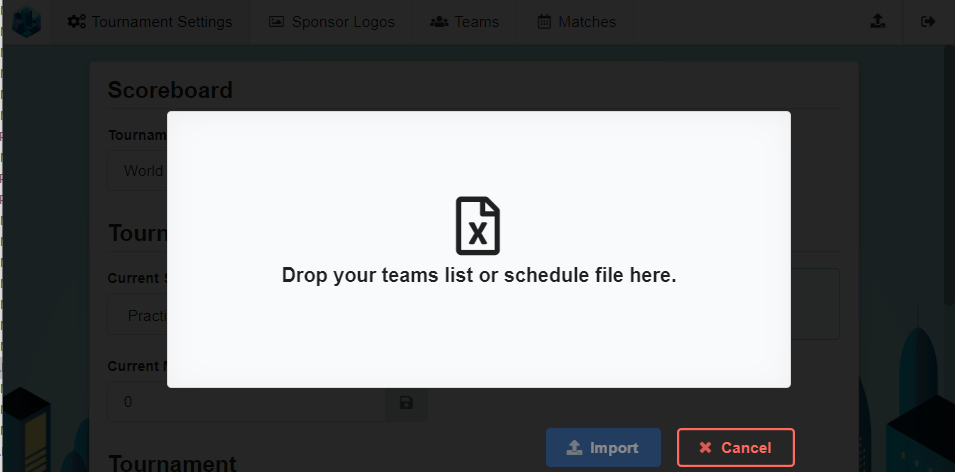 Tournament Settings
Sponsor Logos
Teams
Matches
Scoreboard
Tournam
World
Tourn
Current S
Practi
Current
0
Tournament
X
Drop your teams list or schedule file here.
Import
Cancel